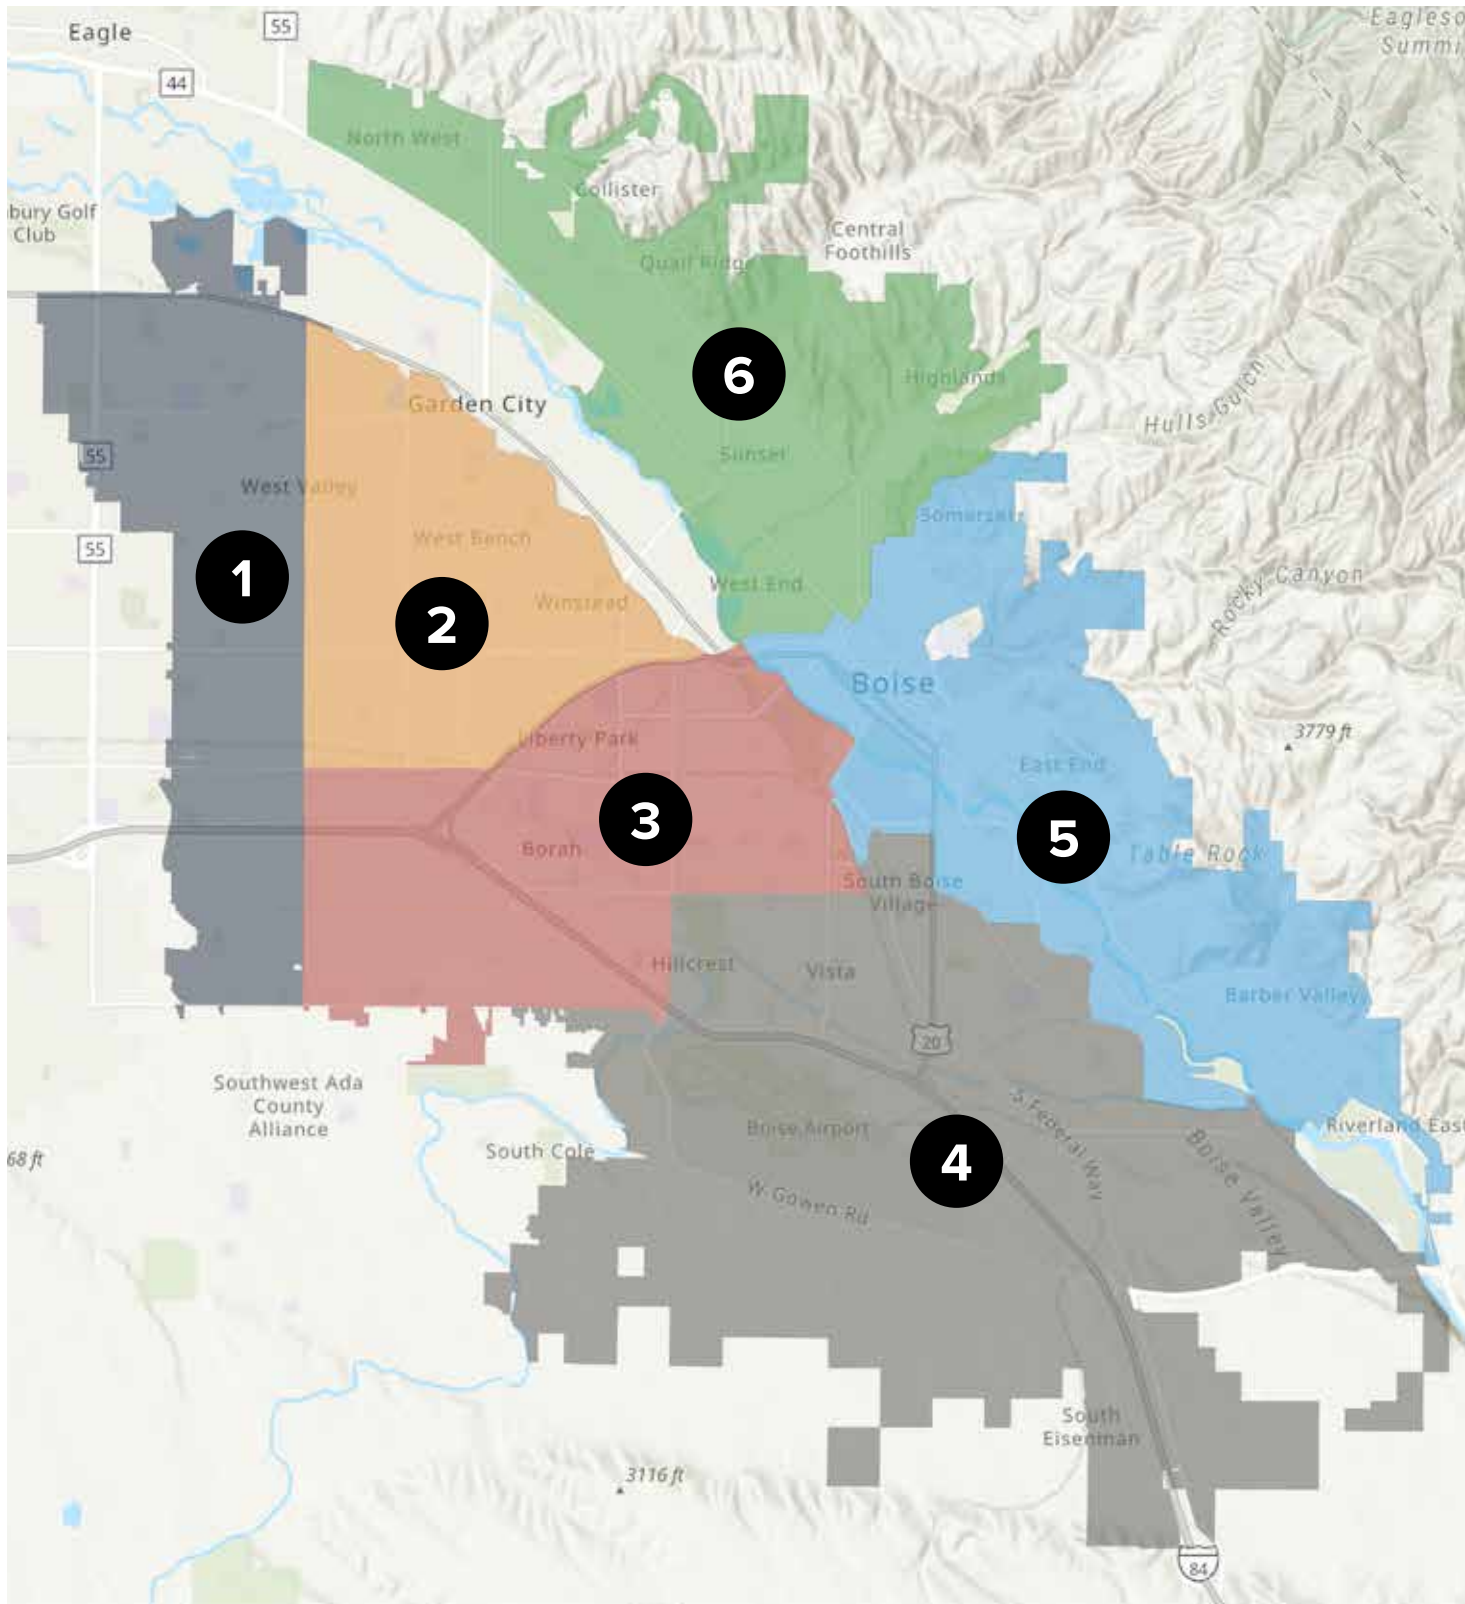 Eagle
55
Eagleso
Summi
44
North West
Collister
bury Golf
Club
Central
Foothills
Quail Ridge
6
Highlands
Garden City
Hulls Gulch
Sunset
55
West Valley
Somerset
West Bench
55
1
Rocky Canyon
West End
Winstead
2
Boise
3779 ft
Liberty Park
East End
3
5
Borah
Table Rock
South Boise
Village
Hillcrest
Vista
Barber Valley
20
Southwest Ada
County
Alliance
S Federal Way
Boise Airport
Riverland East
South Cole
68 ft
4
Boise Valley
W Gowen Rd
South
Eisenman
3116 ft
84